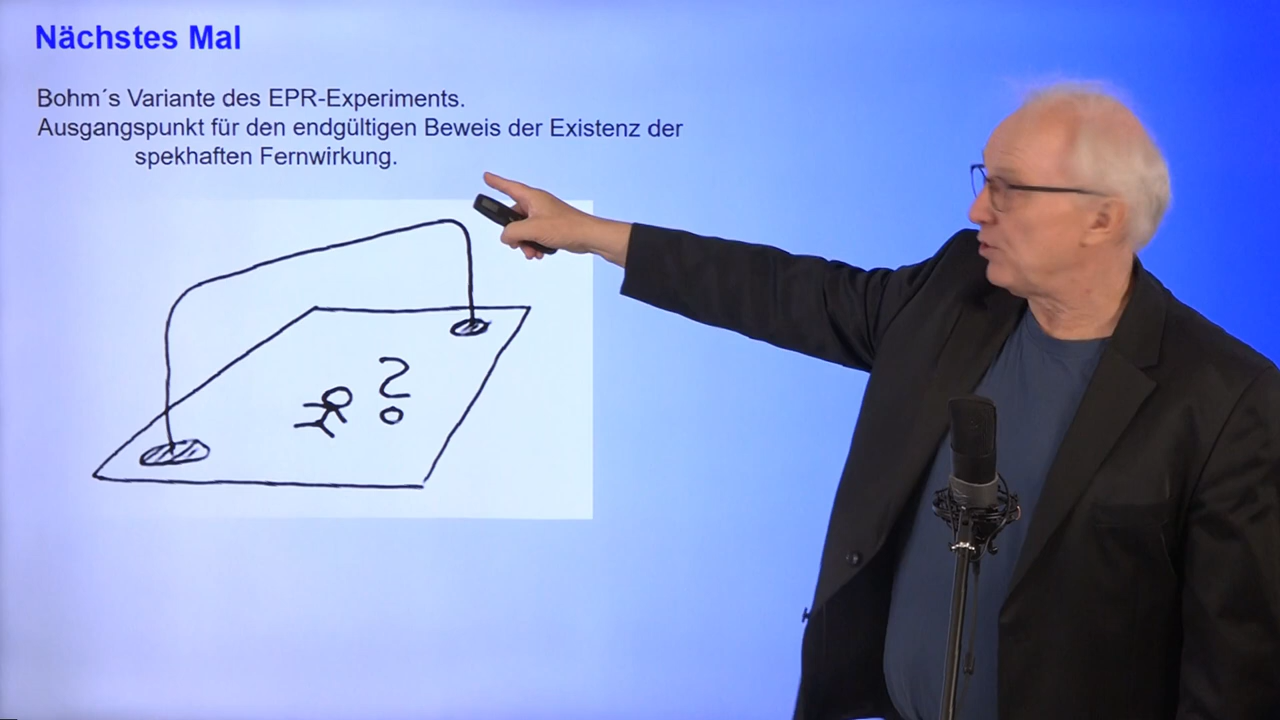 Nächstes Mal
Bohm´s Variante des EPR-Experiments.
Ausgangspunkt für den endgültigen Beweis der Existenz der
spekhaften Fernwirkung.
?